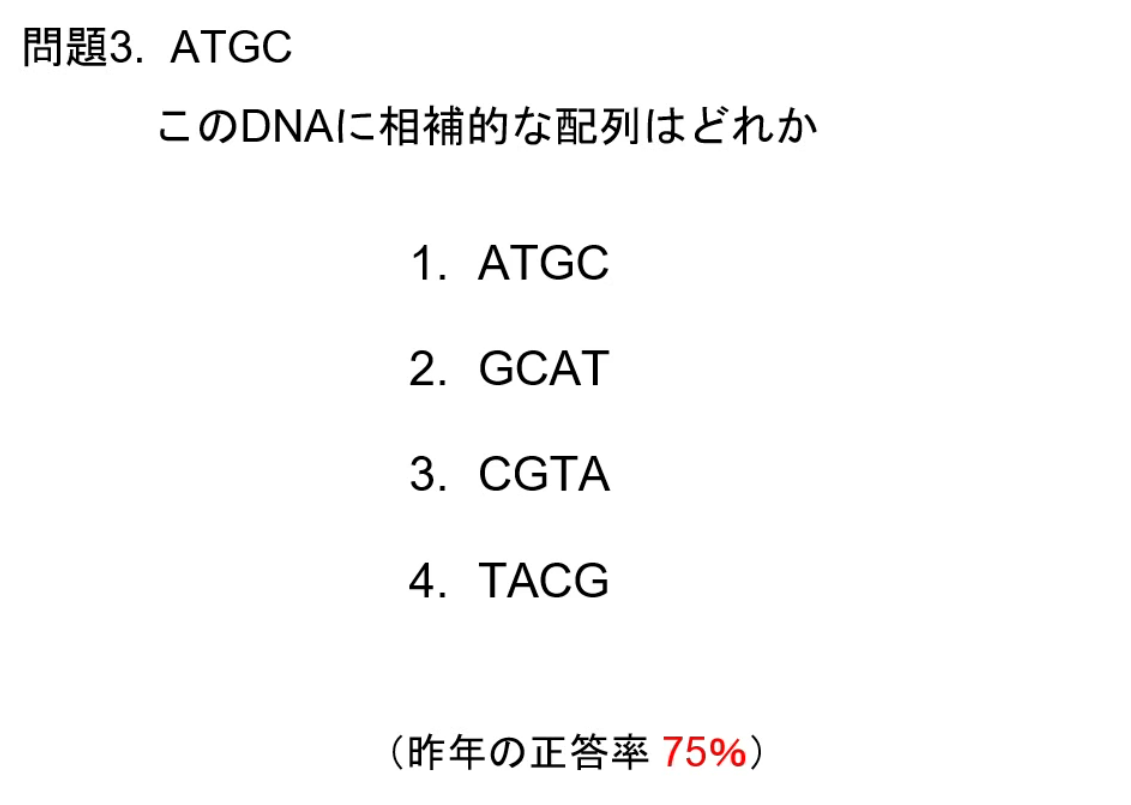 問題3. ATGC
このDNAに相補的な配列はどれか
1. ATGC
2. GCAT
3. CGTA
4. TACG
（昨年の正答率 75%）